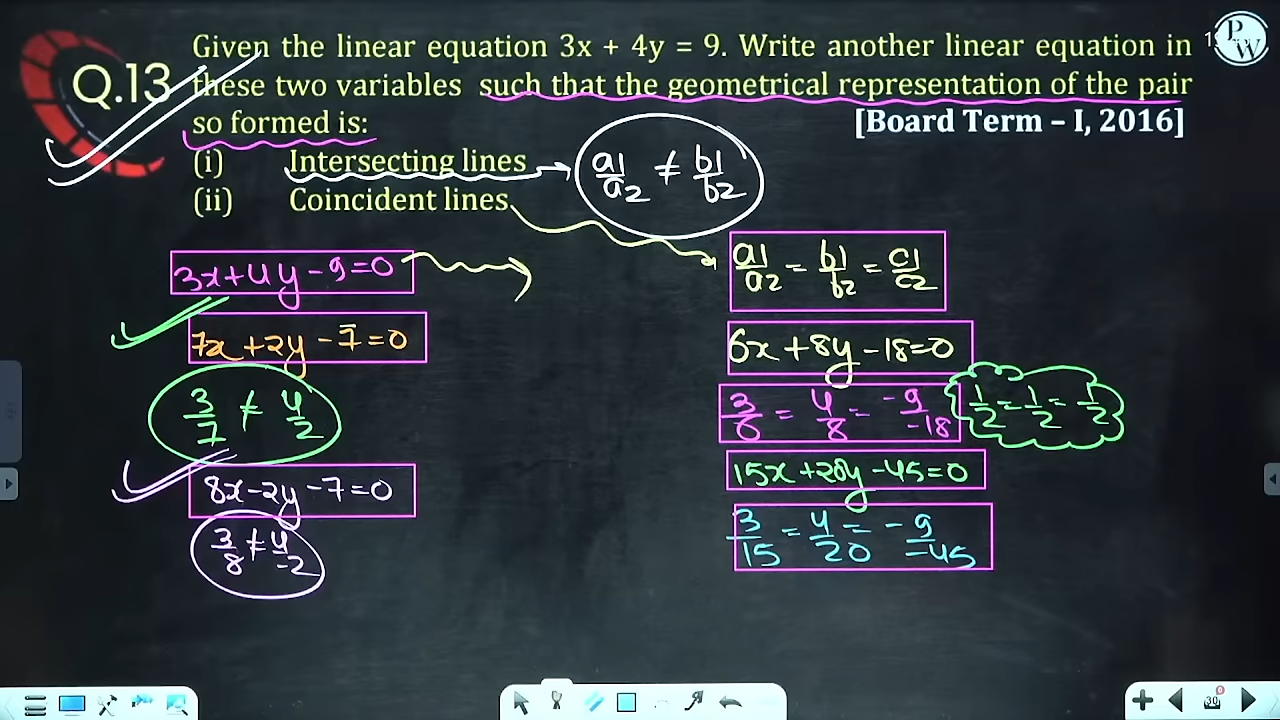 Q.13 Given the linear equation 3x + 4y = 9. Write another linear equation in
these two variables such that the geometrical representation of the pair
so formed is:
[Board Term – I, 2016]
(i) Intersecting lines → a1/a2 ≠ b1/b2
(ii) Coincident lines
PW
3x+4y-9=0
7x+2y-7=0
3/7 ≠ 4/2
8x-2y-7=0
3/8 ≠ 4/-2
a1/a2 = b1/b2 = c1/c2
6x+8y-18=0
3/6 = 4/8 = -9/-18
1/2 = 1/2 = 1/2
15x+20y-45=0
3/15 = 4/20 = -9/-45
30